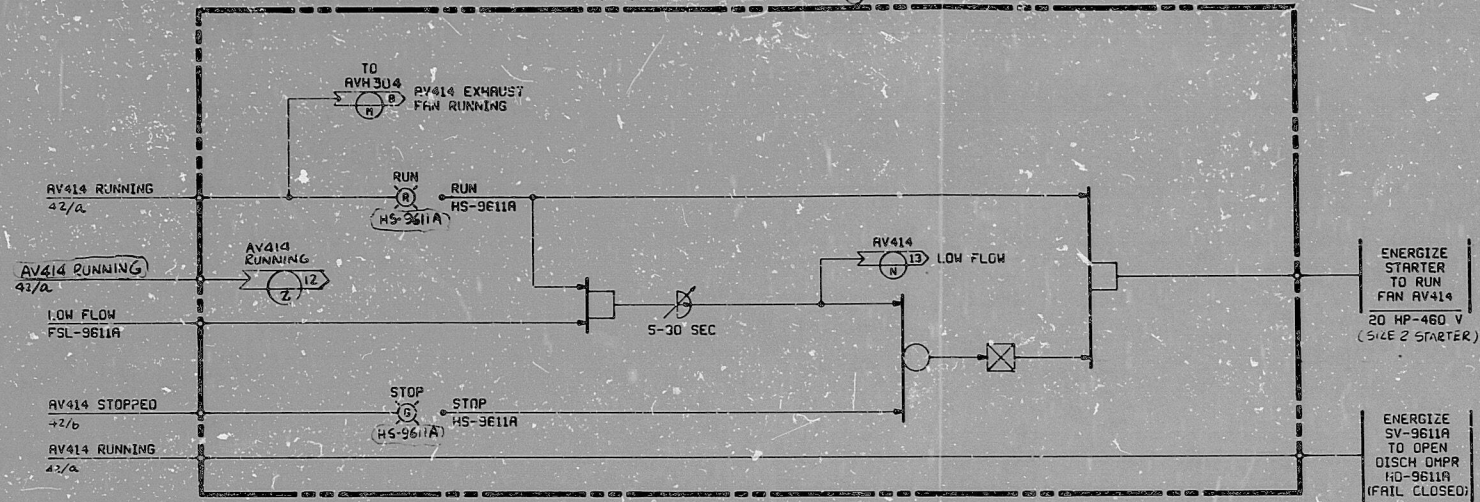 TO
AVH304
8
M
AV414 EXHAUST
FAN RUNNING
AV414 RUNNING
42/a
RUN
R
HS-9611A
RUN
HS-9611A
AV414 RUNNING
42/a
AV414
RUNNING
12
Z
LOW FLOW
FSL-9611A
5-30 SEC
AV414
13
N
LOW FLOW
ENERGIZE
STARTER
TO RUN
FAN AV414
20 HP-460 V
(SIZE 2 STARTER)
AV414 STOPPED
42/b
STOP
G
HS-9611A
STOP
HS-9611A
AV414 RUNNING
42/a
ENERGIZE
SV-9611A
TO OPEN
DISCH DMPR
HD-9611A
(FAIL CLOSED)